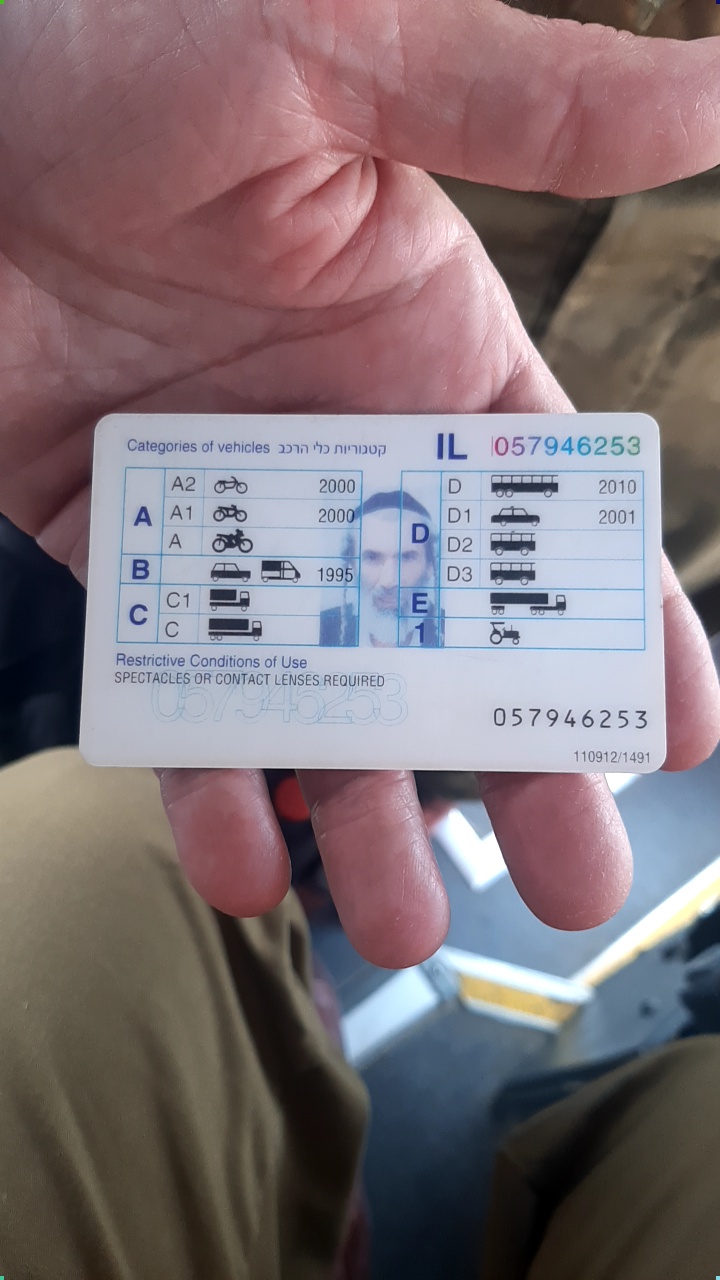 Categories of vehicles קטגוריות כלי הרכב IL 057946253
A
A2 2000
A1 2000
A
B 1995
C
C1
C
D
D 2010
D1 2001
D2
D3
E
1
Restrictive Conditions of Use
SPECTACLES OR CONTACT LENSES REQUIRED
057946253
057946253
110912/1491